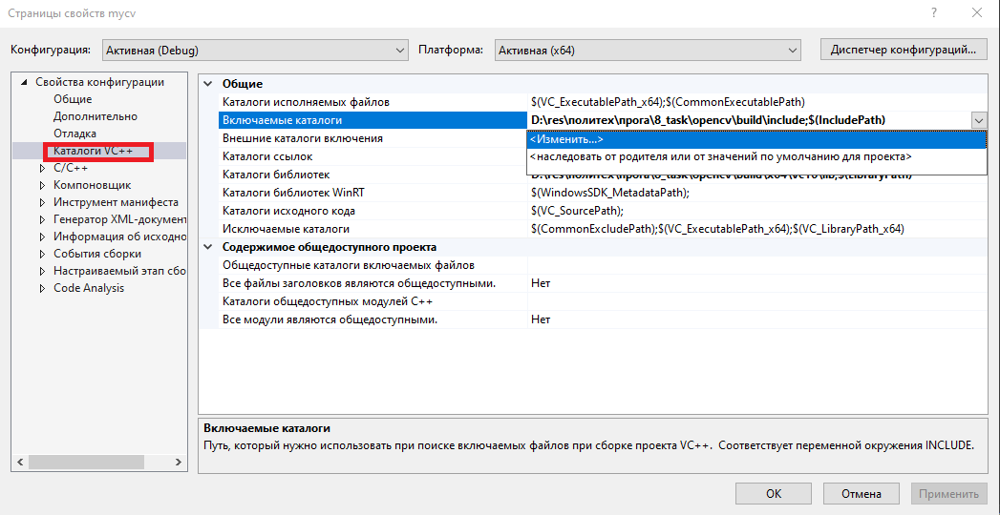 Страницы свойств mycv
Конфигурация: Активная (Debug) Платформа: Активная (x64) Диспетчер конфигураций...
Свойства конфигурации
Общие
Дополнительно
Отладка
Каталоги VC++
C/C++
Компоновщик
Инструмент манифеста
Генератор XML-документ
Информация об исходно
События сборки
Настраиваемый этап сбо
Code Analysis
Общие
Каталоги исполняемых файлов $(VC_ExecutablePath_x64);$(CommonExecutablePath)
Включаемые каталоги D:\res\политех\прога\8_task\opencv\build\include;$(IncludePath)
Внешние каталоги включения <Изменить...>
Каталоги ссылок <наследовать от родителя или от значений по умолчанию для проекта>
Каталоги библиотек D:\res\политех\прога\8_task\opencv\build\x64\vc16\lib;$(LibraryPath)
Каталоги библиотек WinRT $(WindowsSDK_MetadataPath);
Каталоги исходного кода $(VC_SourcePath);
Исключаемые каталоги $(CommonExcludePath);$(VC_ExecutablePath_x64);$(VC_LibraryPath_x64)
Содержимое общедоступного проекта
Общедоступные каталоги включаемых файлов
Все файлы заголовков являются общедоступными. Нет
Каталоги общедоступных модулей C++
Все модули являются общедоступными. Нет
Включаемые каталоги
Путь, который нужно использовать при поиске включаемых файлов при сборке проекта VC++. Соответствует переменной окружения INCLUDE.
ОК Отмена Применить